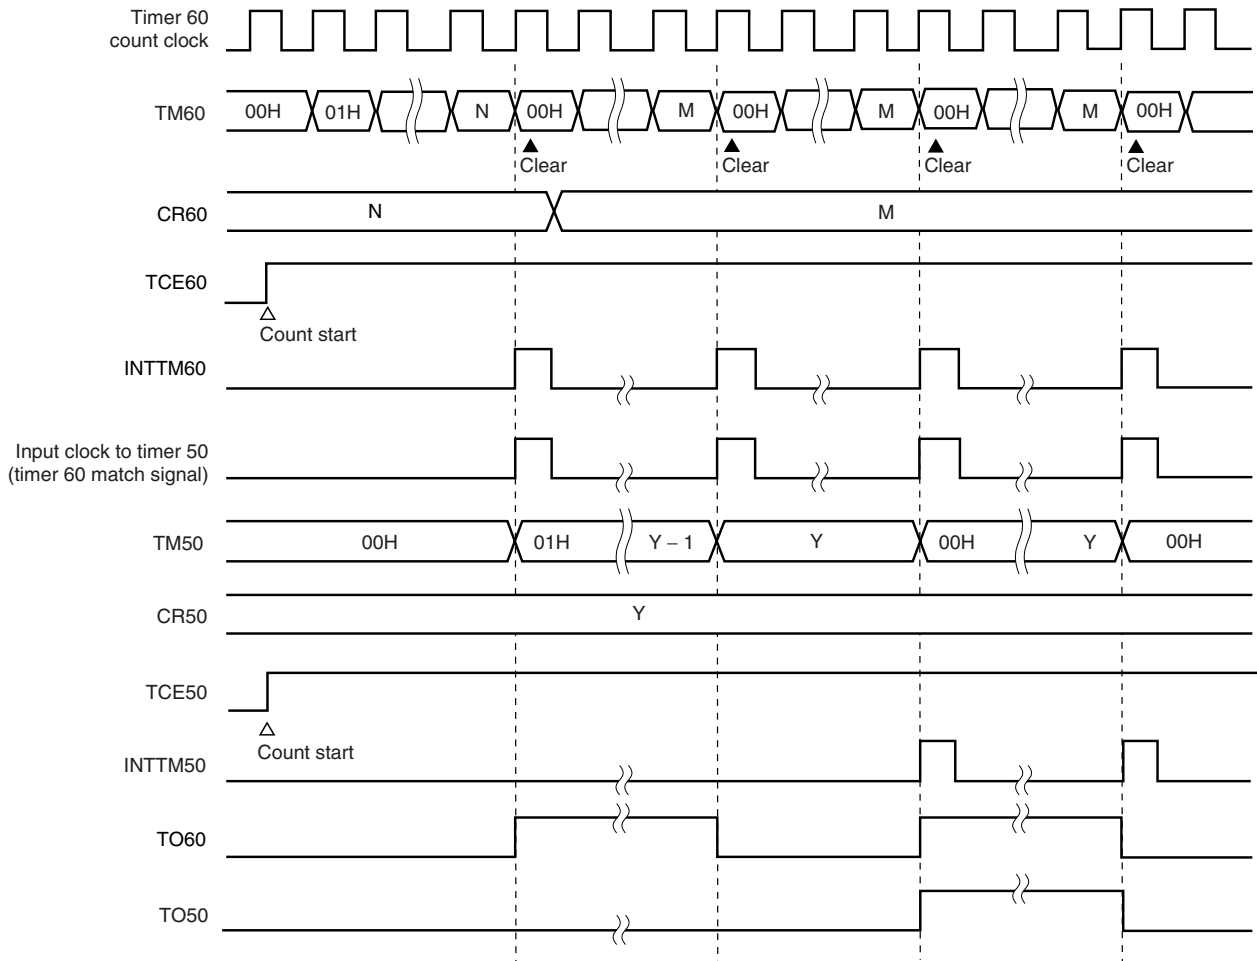 Timer 60
count clock
TM60 00H 01H N 00H M 00H M 00H M 00H
Clear Clear Clear Clear
CR60 N M
TCE60
Count start
INTTM60
Input clock to timer 50
(timer 60 match signal)
TM50 00H 01H Y – 1 Y 00H Y 00H
CR50 Y
TCE50
Count start
INTTM50
TO60
TO50